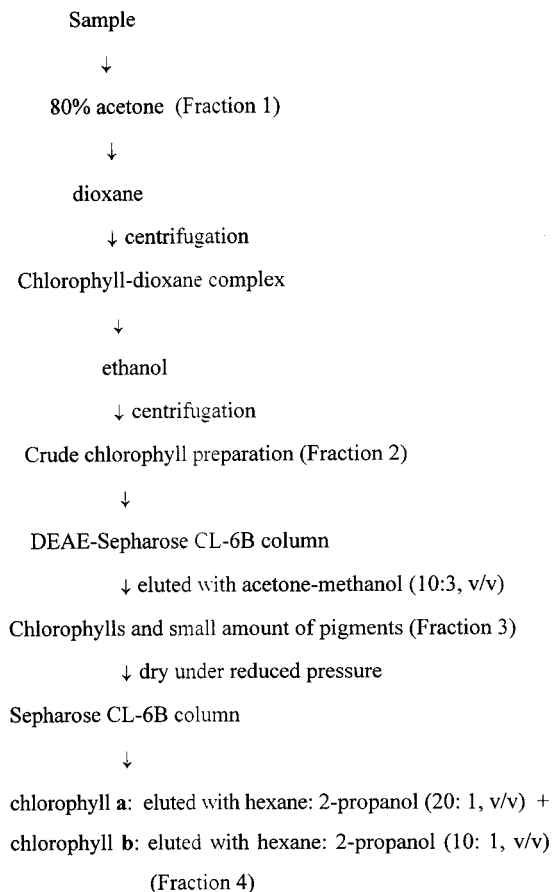 Sample
↓
80% acetone (Fraction 1)
↓
dioxane
↓ centrifugation
Chlorophyll-dioxane complex
↓
ethanol
↓ centrifugation
Crude chlorophyll preparation (Fraction 2)
↓
DEAE-Sepharose CL-6B column
↓ eluted with acetone-methanol (10:3, v/v)
Chlorophylls and small amount of pigments (Fraction 3)
↓ dry under reduced pressure
Sepharose CL-6B column
↓
chlorophyll a: eluted with hexane: 2-propanol (20: 1, v/v) +
chlorophyll b: eluted with hexane: 2-propanol (10: 1, v/v)
(Fraction 4)